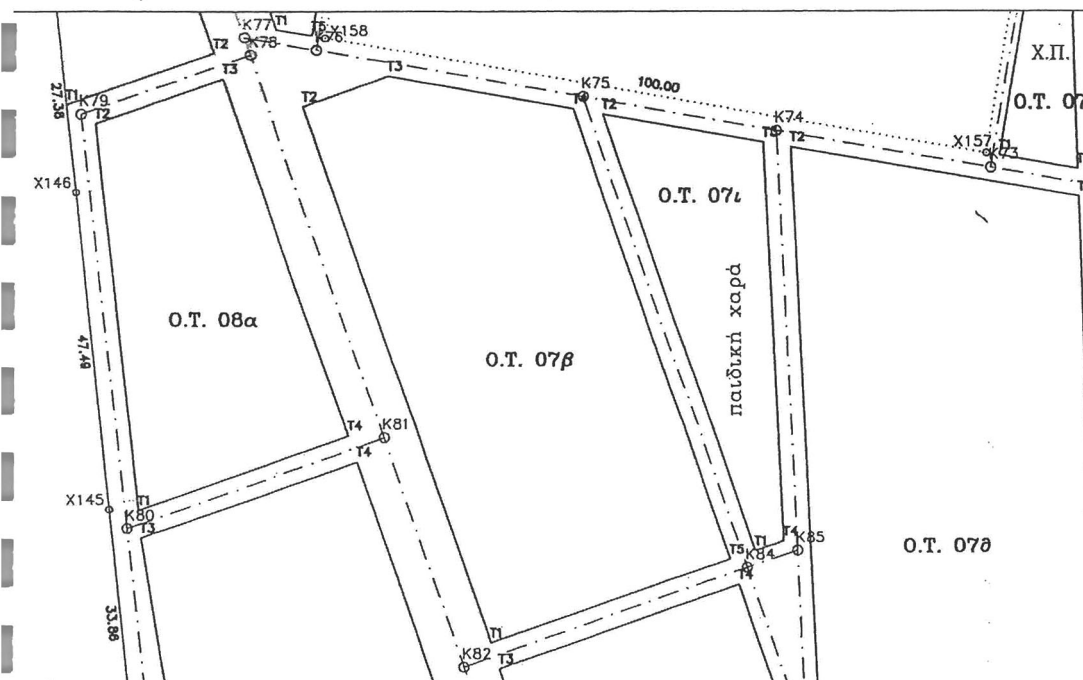 K77
T1
T5
X158
K76
K78
T2
T3
T3
K75
100.00
K74
Χ.Π.
Ο.Τ. 07
27.38
T1
K79
T2
T2
T4
T2
T5
T2
X157
T1
K73
X146
Ο.Τ. 07ι
παιδική χαρά
Ο.Τ. 08α
47.49
Ο.Τ. 07β
T4
K81
T4
X145
T1
K80
T3
T5
T1
T4
K85
K84
T4
Ο.Τ. 07δ
33.86
T1
K82
T3